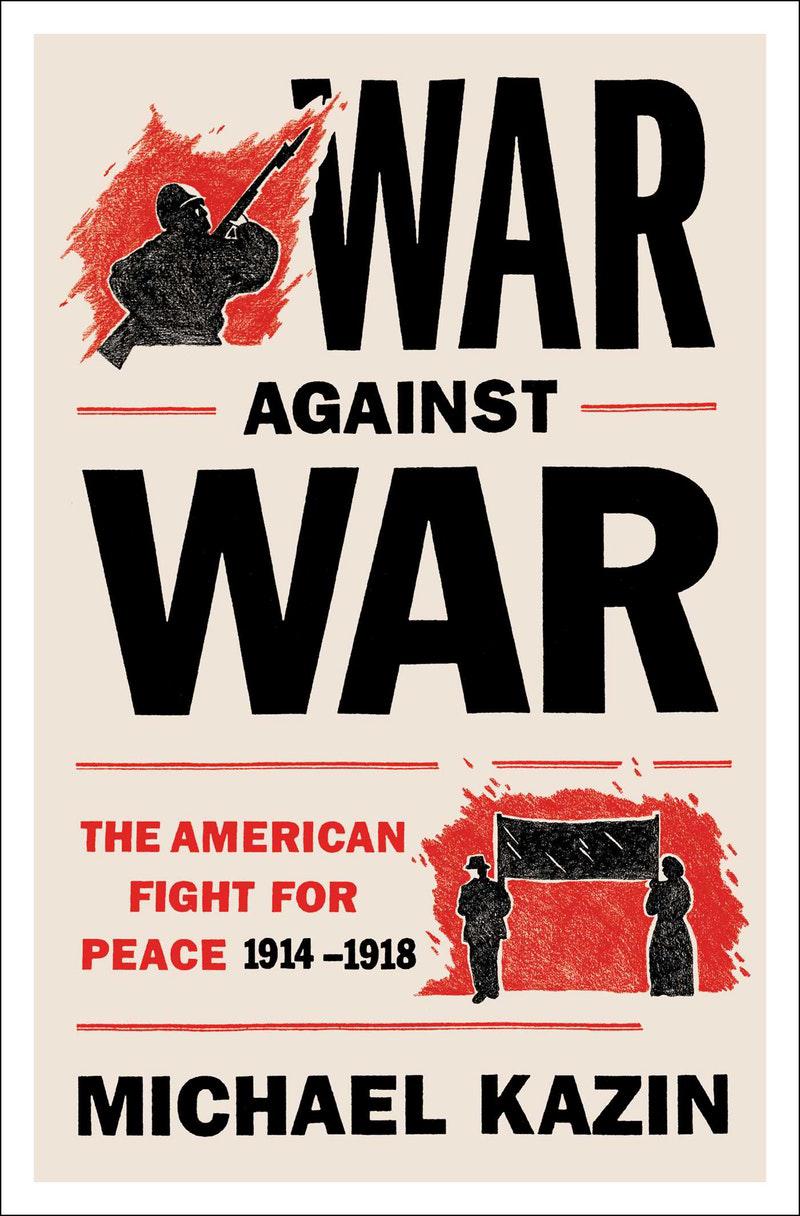 WAR
AGAINST
WAR
THE AMERICAN
FIGHT FOR
PEACE 1914–1918
MICHAEL KAZIN